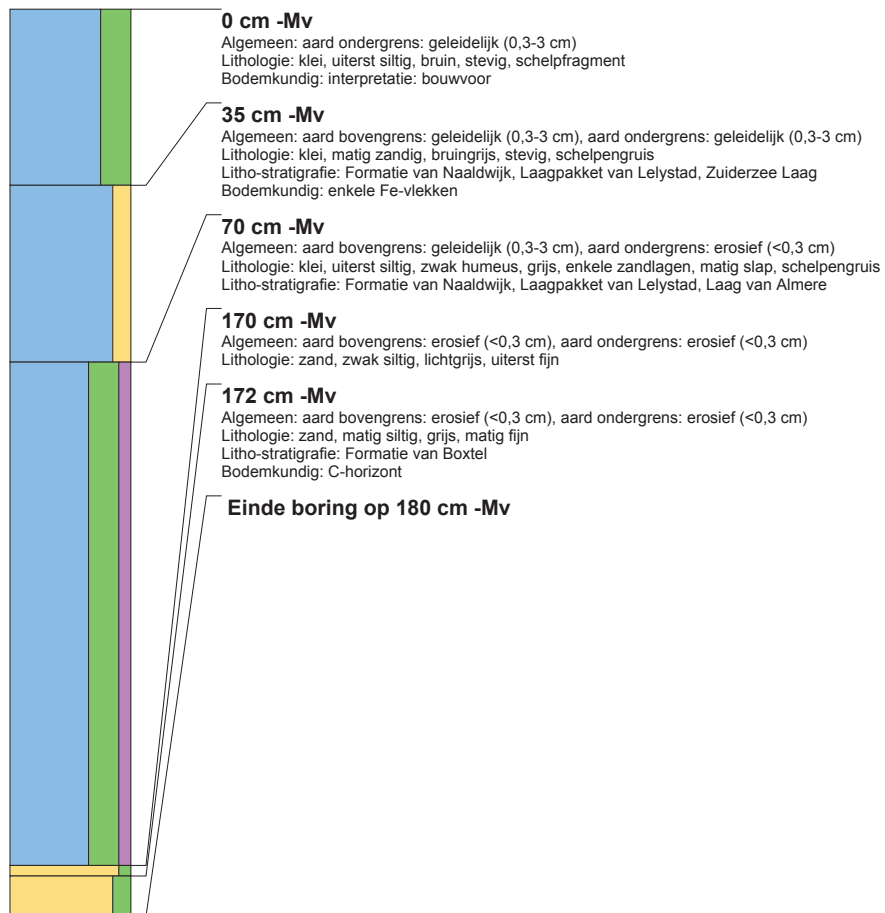 0 cm -Mv
Algemeen: aard ondergrens: geleidelijk (0,3-3 cm)
Lithologie: klei, uiterst siltig, bruin, stevig, schelpfragment
Bodemkundig: interpretatie: bouwvoor
35 cm -Mv
Algemeen: aard bovengrens: geleidelijk (0,3-3 cm), aard ondergrens: geleidelijk (0,3-3 cm)
Lithologie: klei, matig zandig, bruingrijs, stevig, schelpengruis
Litho-stratigrafie: Formatie van Naaldwijk, Laagpakket van Lelystad, Zuiderzee Laag
Bodemkundig: enkele Fe-vlekken
70 cm -Mv
Algemeen: aard bovengrens: geleidelijk (0,3-3 cm), aard ondergrens: erosief (<0,3 cm)
Lithologie: klei, uiterst siltig, zwak humeus, grijs, enkele zandlagen, matig slap, schelpengruis
Litho-stratigrafie: Formatie van Naaldwijk, Laagpakket van Lelystad, Laag van Almere
170 cm -Mv
Algemeen: aard bovengrens: erosief (<0,3 cm), aard ondergrens: erosief (<0,3 cm)
Lithologie: zand, zwak siltig, lichtgrijs, uiterst fijn
172 cm -Mv
Algemeen: aard bovengrens: erosief (<0,3 cm), aard ondergrens: erosief (<0,3 cm)
Lithologie: zand, matig siltig, grijs, matig fijn
Litho-stratigrafie: Formatie van Boxtel
Bodemkundig: C-horizont
Einde boring op 180 cm -Mv